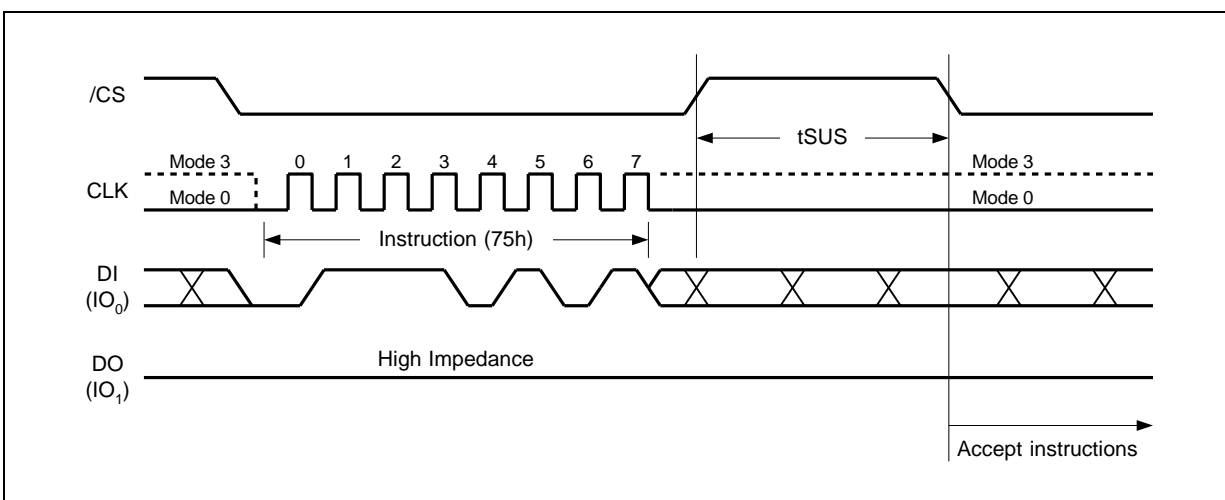 /CS
tSUS
Mode 3 0 1 2 3 4 5 6 7 Mode 3
CLK
Mode 0 Mode 0
Instruction (75h)
DI
(IO0)
High Impedance
DO
(IO1)
Accept instructions